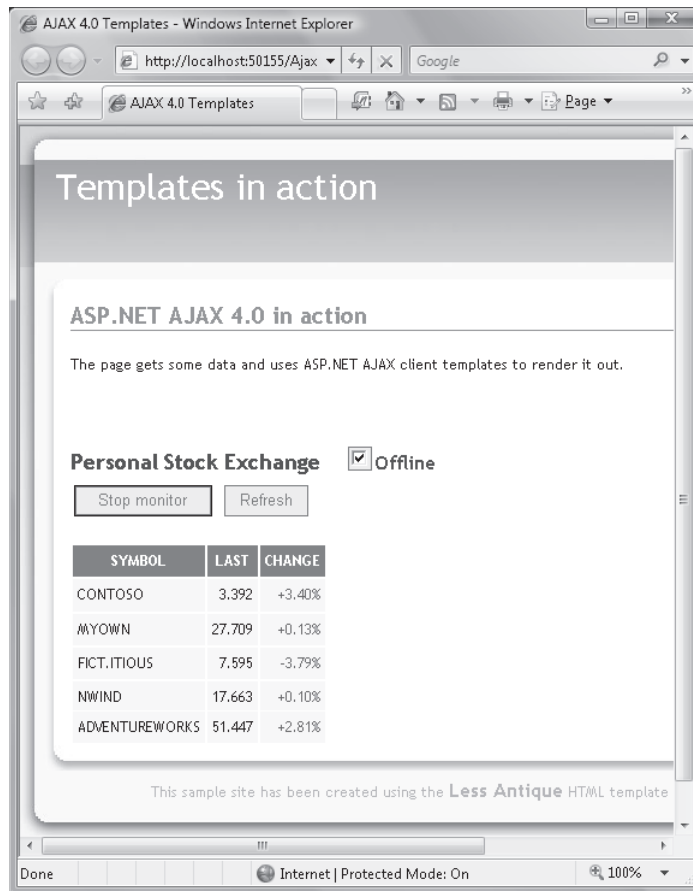 AJAX 4.0 Templates - Windows Internet Explorer
http://localhost:50155/Ajax
Google
AJAX 4.0 Templates
Page
Templates in action
ASP.NET AJAX 4.0 in action
The page gets some data and uses ASP.NET AJAX client templates to render it out.
Personal Stock Exchange Offline
Stop monitor Refresh
SYMBOL LAST CHANGE
CONTOSO 3.392 +3.40%
MYOWN 27.709 +0.13%
FICT.ITIOUS 7.595 -3.79%
NWIND 17.663 +0.10%
ADVENTUREWORKS 51.447 +2.81%
This sample site has been created using the Less Antique HTML template
Done Internet | Protected Mode: On 100%